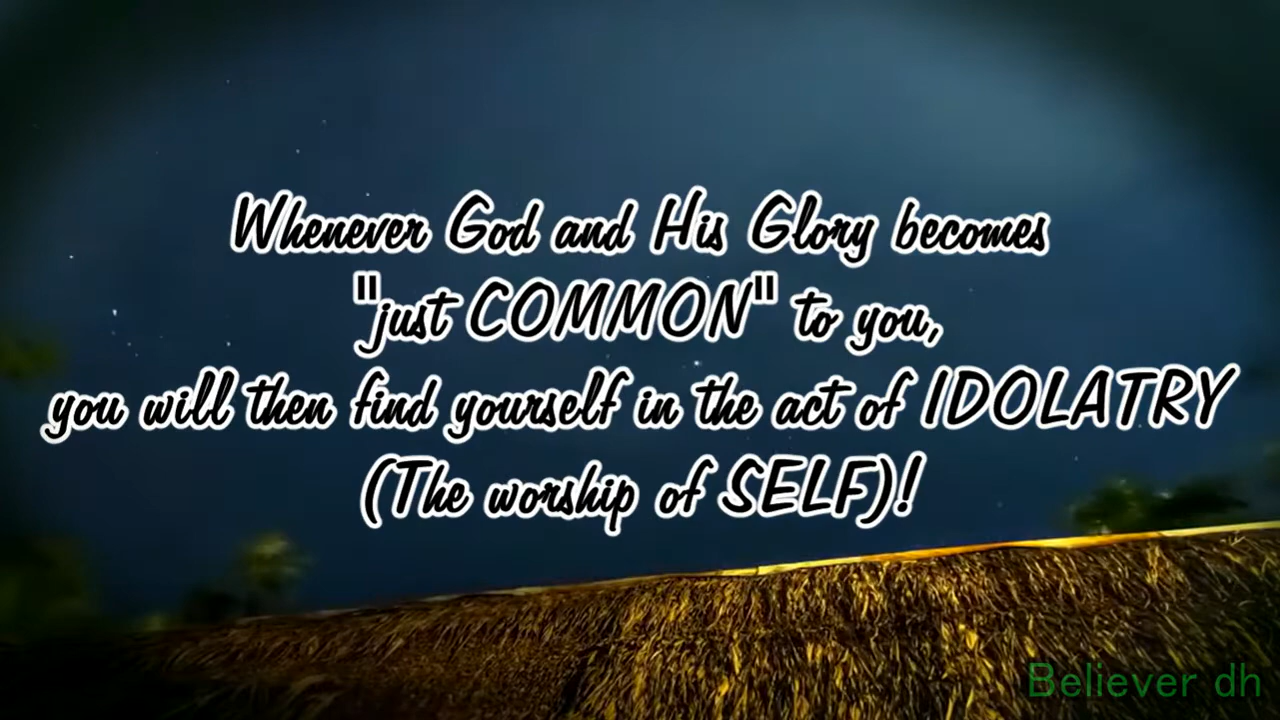 Whenever God and His Glory becomes
"just COMMON" to you,
you will then find yourself in the act of IDOLATRY
(The worship of SELF)!
Believer dh